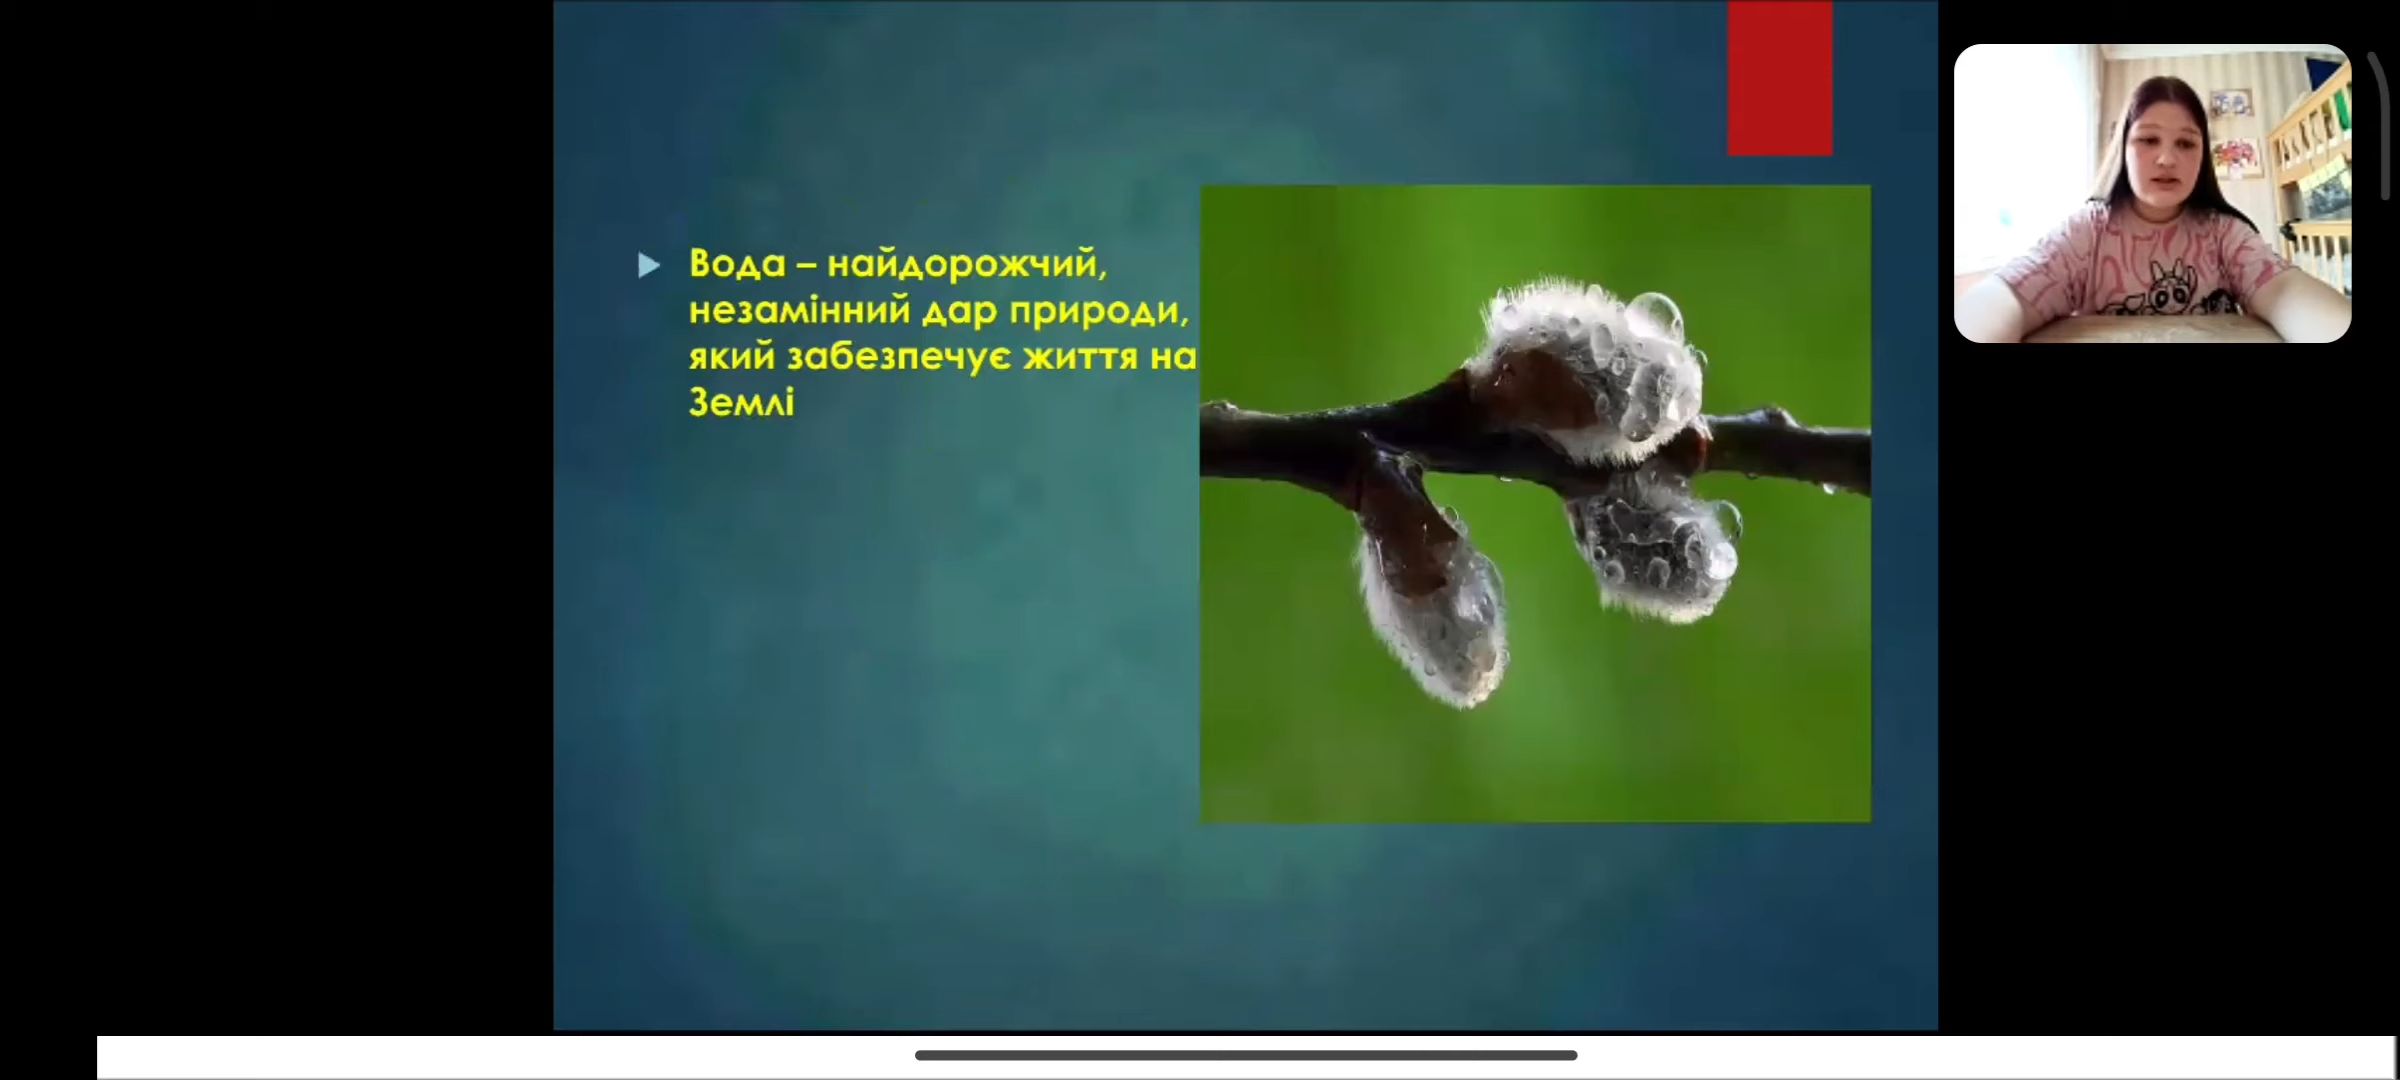 Вода – найдорожчий,
незамінний дар природи,
який забезпечує життя на
Землі